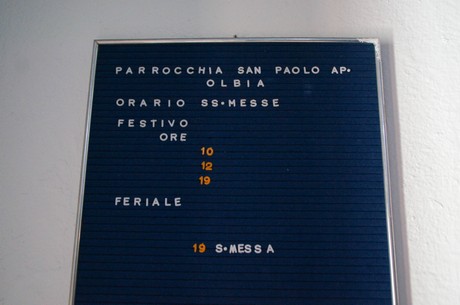 PARROCCHIA SAN PAOLO AP•
OLBIA
ORARIO SS•MESSE
FESTIVO
ORE
10
12
19
FERIALE
19 S•MESSA